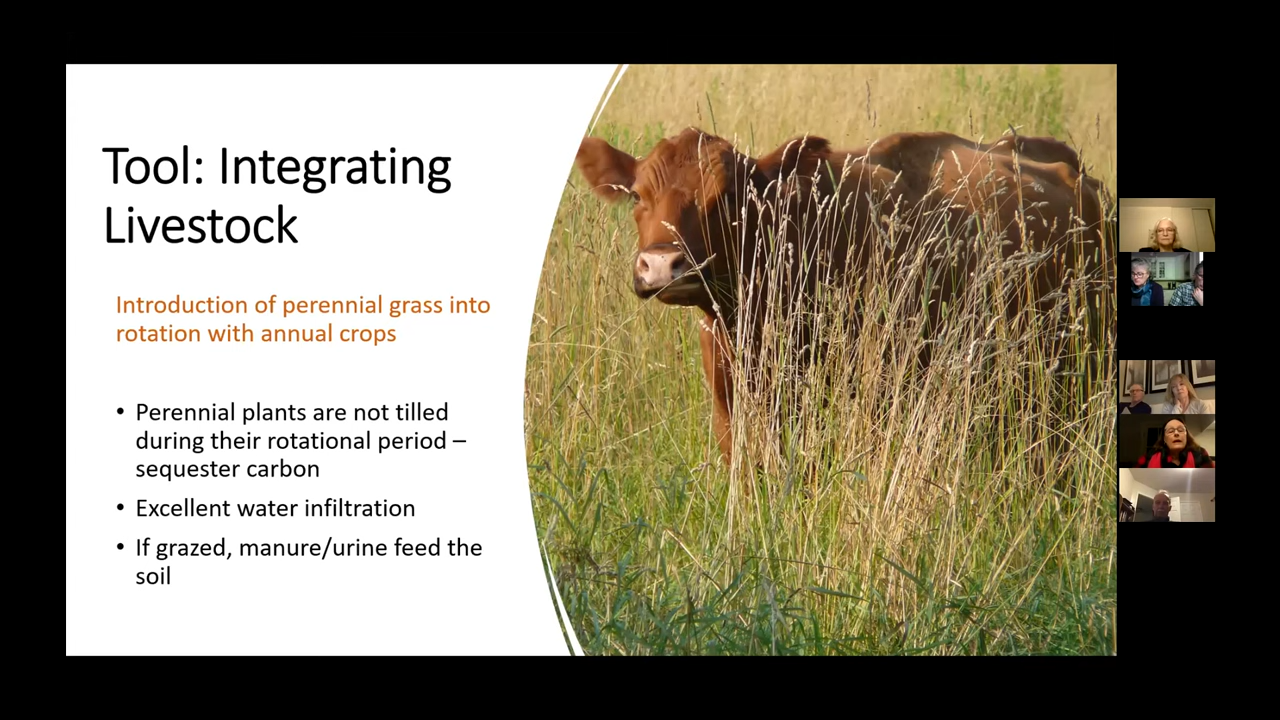 Tool: Integrating
Livestock
Introduction of perennial grass into
rotation with annual crops
• Perennial plants are not tilled
during their rotational period –
sequester carbon
• Excellent water infiltration
• If grazed, manure/urine feed the
soil